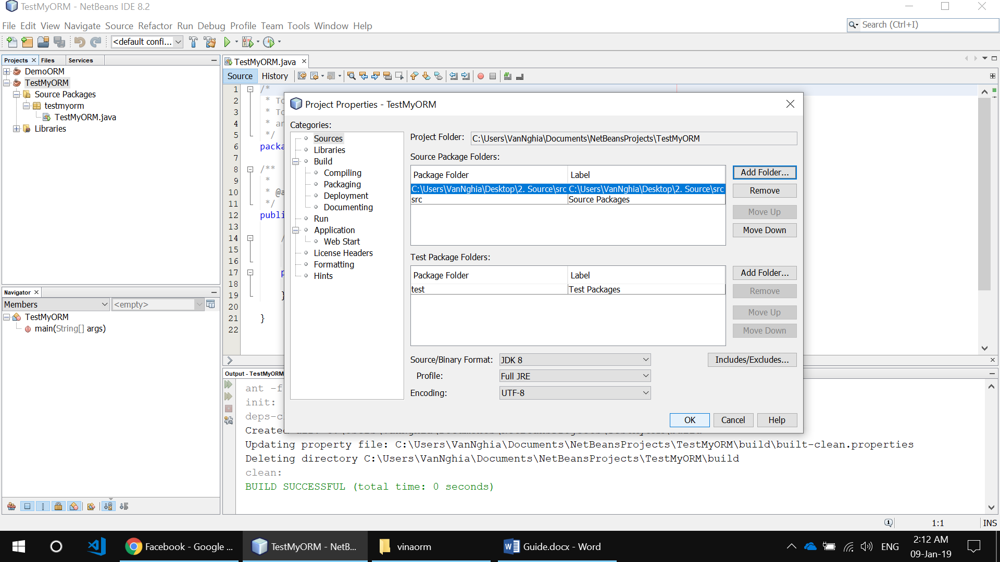 TestMyORM - NetBeans IDE 8.2
File Edit View Navigate Source Refactor Run Debug Profile Team Tools Window Help
Search (Ctrl+I)
<default confi...
Projects
Files
Services
DemoORM
TestMyORM
Source Packages
testmyorm
TestMyORM.java
Libraries
TestMyORM.java
Source
History
1 /*
2 * To
3 * To
4 * an
5 */
6 packa
7
8 /**
9 *
10 * @a
11 */
12 publi
13
14 /
15
16
17 p
18
19 }
20
21 }
22
Project Properties - TestMyORM
Categories:
Sources
Libraries
Build
Compiling
Packaging
Deployment
Documenting
Run
Application
Web Start
License Headers
Formatting
Hints
Project Folder: C:\Users\VanNghia\Documents\NetBeansProjects\TestMyORM
Source Package Folders:
Package Folder Label
C:\Users\VanNghia\Desktop\2. Source\src C:\Users\VanNghia\Desktop\2. Source\src
src Source Packages
Add Folder...
Remove
Move Up
Move Down
Test Package Folders:
Package Folder Label
test Test Packages
Add Folder...
Remove
Move Up
Move Down
Source/Binary Format: JDK 8
Includes/Excludes...
Profile: Full JRE
Encoding: UTF-8
OK
Cancel
Help
Navigator
Members
<empty>
TestMyORM
main(String[] args)
Output - TestMyORM
ant -f
init:
deps-c
Created
Updating property file: C:\Users\VanNghia\Documents\NetBeansProjects\TestMyORM\build\built-clean.properties
Deleting directory C:\Users\VanNghia\Documents\NetBeansProjects\TestMyORM\build
clean:
BUILD SUCCESSFUL (total time: 0 seconds)
1:1
INS
Facebook - Google ...
TestMyORM - NetB...
vinaorm
Guide.docx - Word
ENG
2:12 AM
09-Jan-19